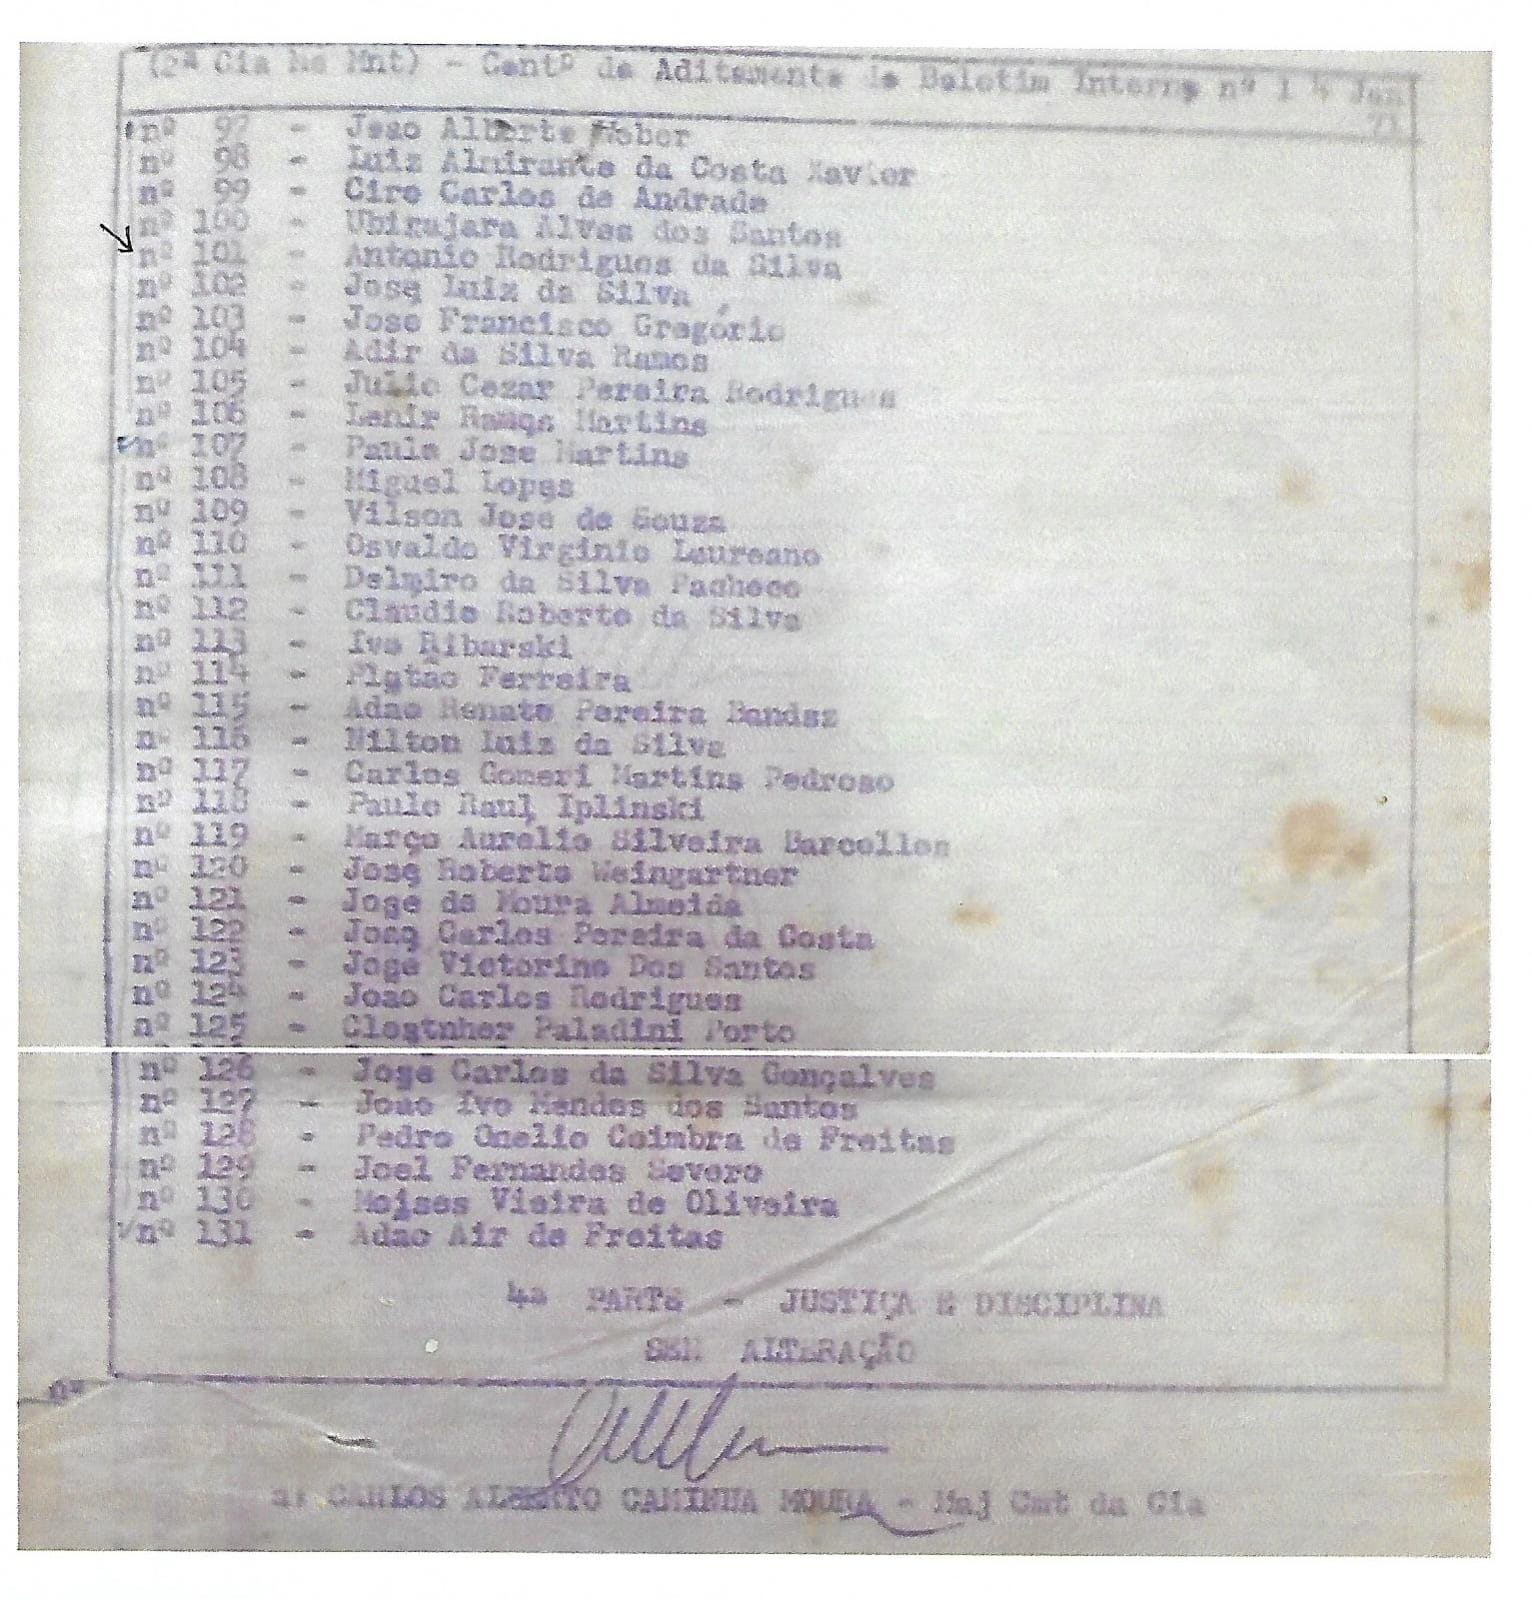 (2ª Cia Me Mnt) - Contº de Aditamento do Boletim Interno nº 1 4 Jan
71
nº 97 - Joao Alberto Weber
nº 98 - Luiz Almirante da Costa Xavier
nº 99 - Ciro Carlos de Andrade
nº 100 - Ubirajara Alves dos Santos
nº 101 - Antonio Rodrigues da Silva
nº 102 - Jose Luiz da Silva
nº 103 - Jose Francisco Gregório
nº 104 - Adir da Silva Ramos
nº 105 - Julio Cezar Pereira Rodrigues
nº 106 - Lenir Ramos Martins
nº 107 - Paulo Jose Martins
nº 108 - Miguel Lopes
nº 109 - Vilson Jose de Souza
nº 110 - Osvaldo Virginio Laureano
nº 111 - Delmiro da Silva Pacheco
nº 112 - Claudio Roberto da Silva
nº 113 - Ivo Ribarski
nº 114 - Platão Ferreira
nº 115 - Adao Renato Pereira
nº 116 - Nilton Luiz da Silva
nº 117 - Carlos Gomeri Martins Pedroso
nº 118 - Paulo Raul Iplinski
nº 119 - Março Aurelio Silveira Barcellos
nº 120 - Jose Roberto Weingartner
nº 121 - Jose de Moura Almeida
nº 122 - Joao Carlos Pereira da Costa
nº 123 - Jose Victorino Dos Santos
nº 124 - Joao Carlos Rodrigues
nº 125 - Paladini Porto
nº 126 - Jose Carlos da Silva Gonçalves
nº 127 - Joao Ivo Mendes dos Santos
nº 128 - Pedro Onelio Coimbra de Freitas
nº 129 - Joel Fernandes Severo
nº 130 - Moises Vieira de Oliveira
nº 131 - Adao Air de Freitas
4ª PARTE - JUSTIÇA E DISCIPLINA
SEM ALTERAÇÃO
nº
a) CARLOS ALBERTO CAMINHA MOURA - Maj Cmt da Cia